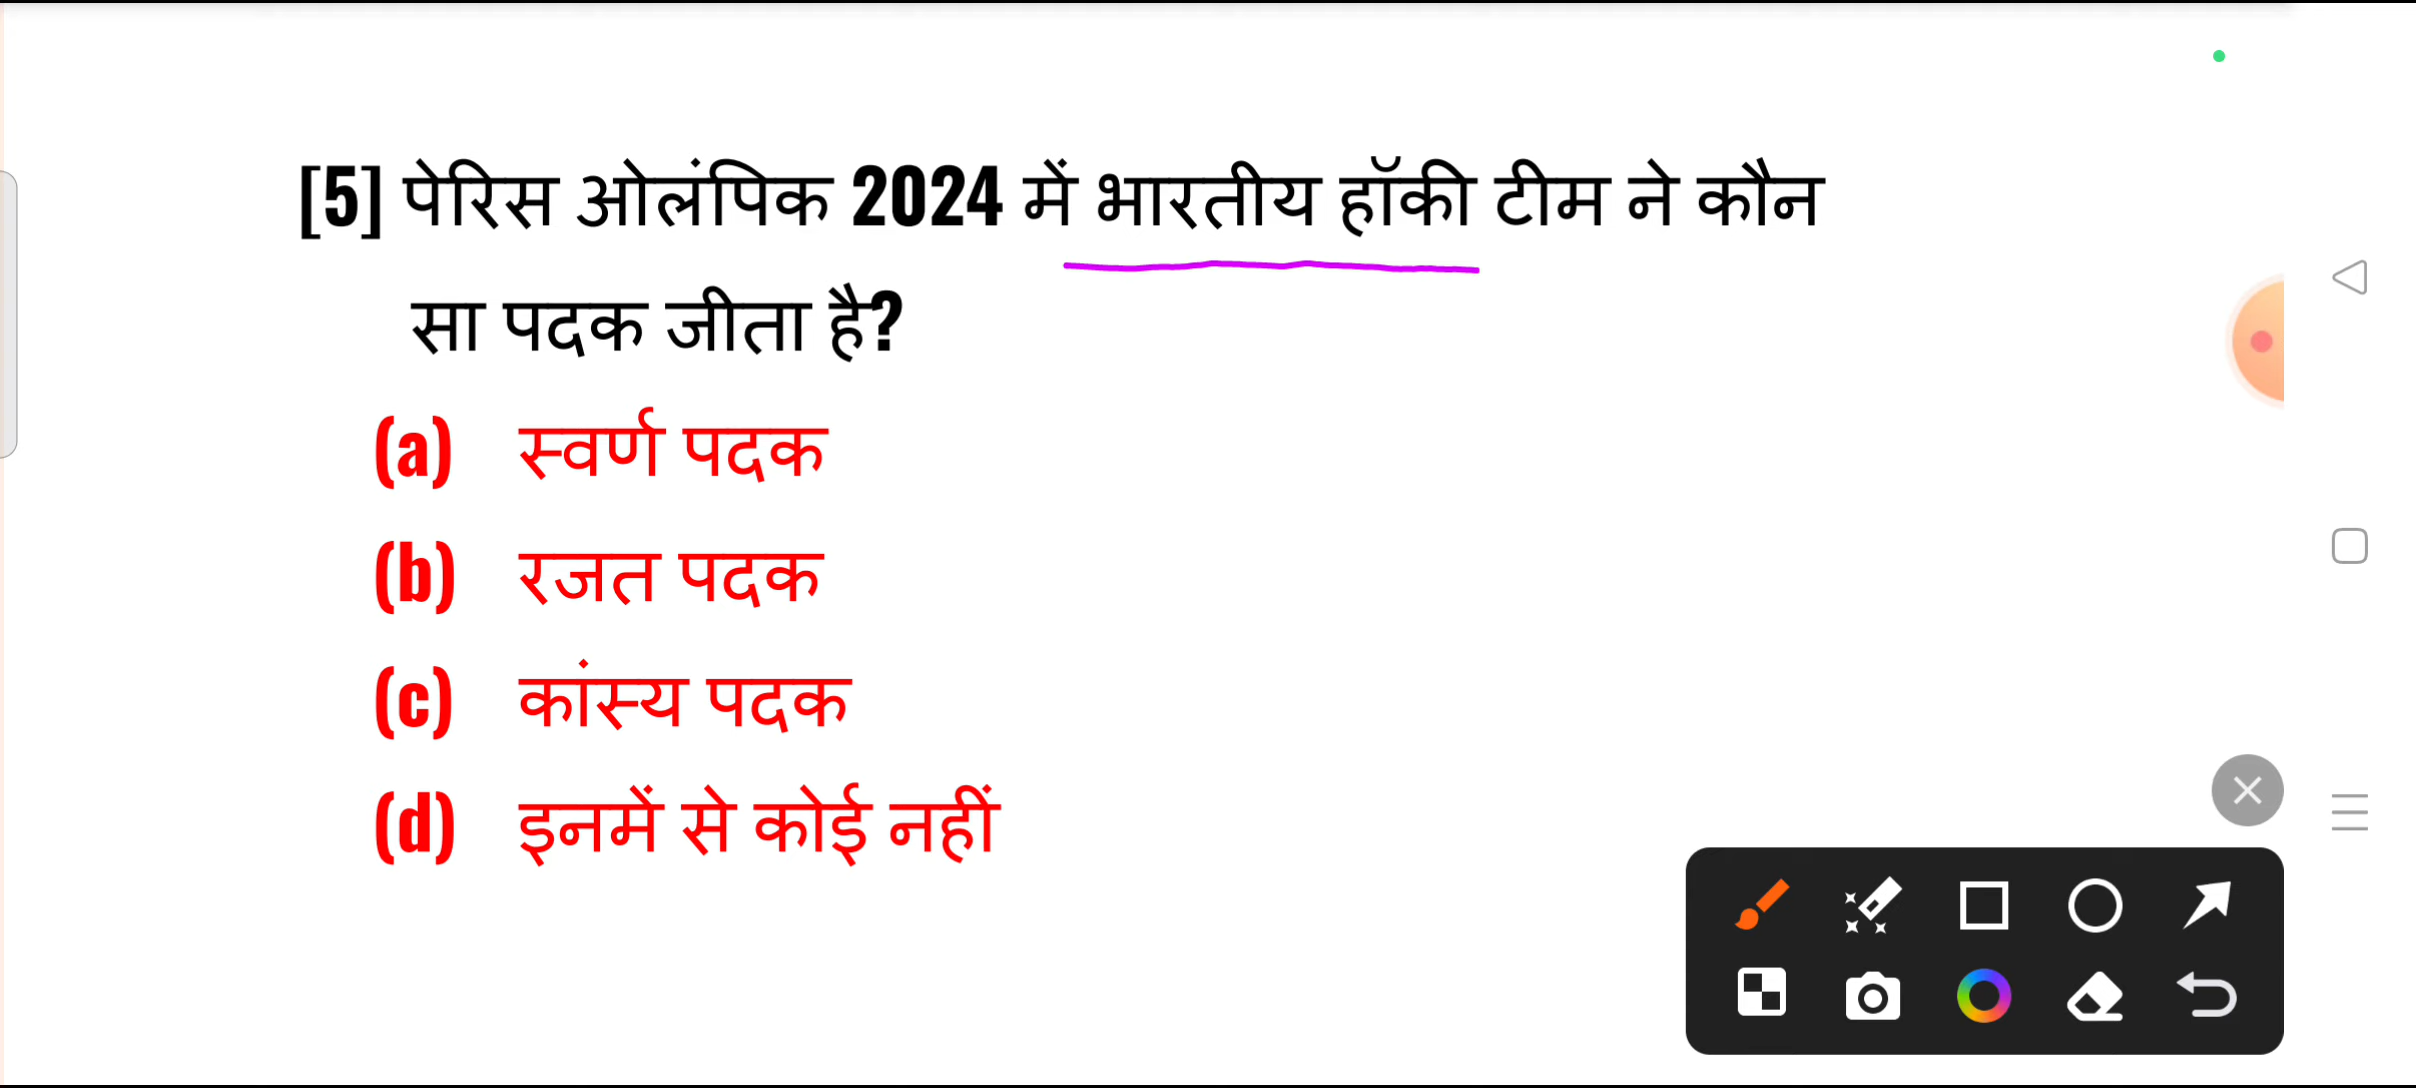 [5] पेरिस ओलंपिक 2024 में भारतीय हॉकी टीम ने कौन
सा पदक जीता है?
(a) स्वर्ण पदक
(b) रजत पदक
(c) कांस्य पदक
(d) इनमें से कोई नहीं